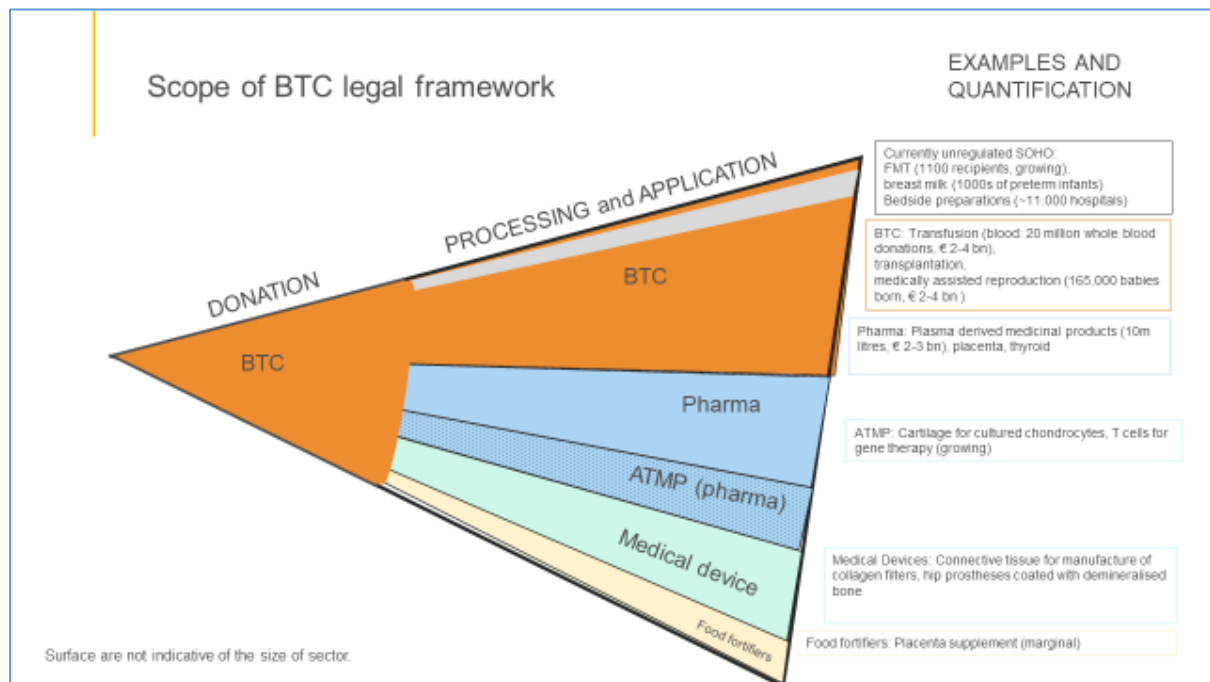 Scope of BTC legal framework
EXAMPLES AND
QUANTIFICATION
DONATION
PROCESSING and APPLICATION
BTC
BTC
Pharma
ATMP (pharma)
Medical device
Food fortifiers
Currently unregulated SOHO:
FMT (1100 recipients, growing),
breast milk (1000s of preterm infants)
Bedside preparations (~11.000 hospitals)
BTC: Transfusion (blood: 20 million whole blood
donations, € 2-4 bn),
transplantation,
medically assisted reproduction (165,000 babies
born, € 2-4 bn )
Pharma: Plasma derived medicinal products (10m
litres, € 2-3 bn), placenta, thyroid
ATMP: Cartilage for cultured chondrocytes, T cells for
gene therapy (growing)
Medical Devices: Connective tissue for manufacture of
collagen filters, hip prostheses coated with demineralised
bone
Food fortifiers: Placenta supplement (marginal)
Surface are not indicative of the size of sector.